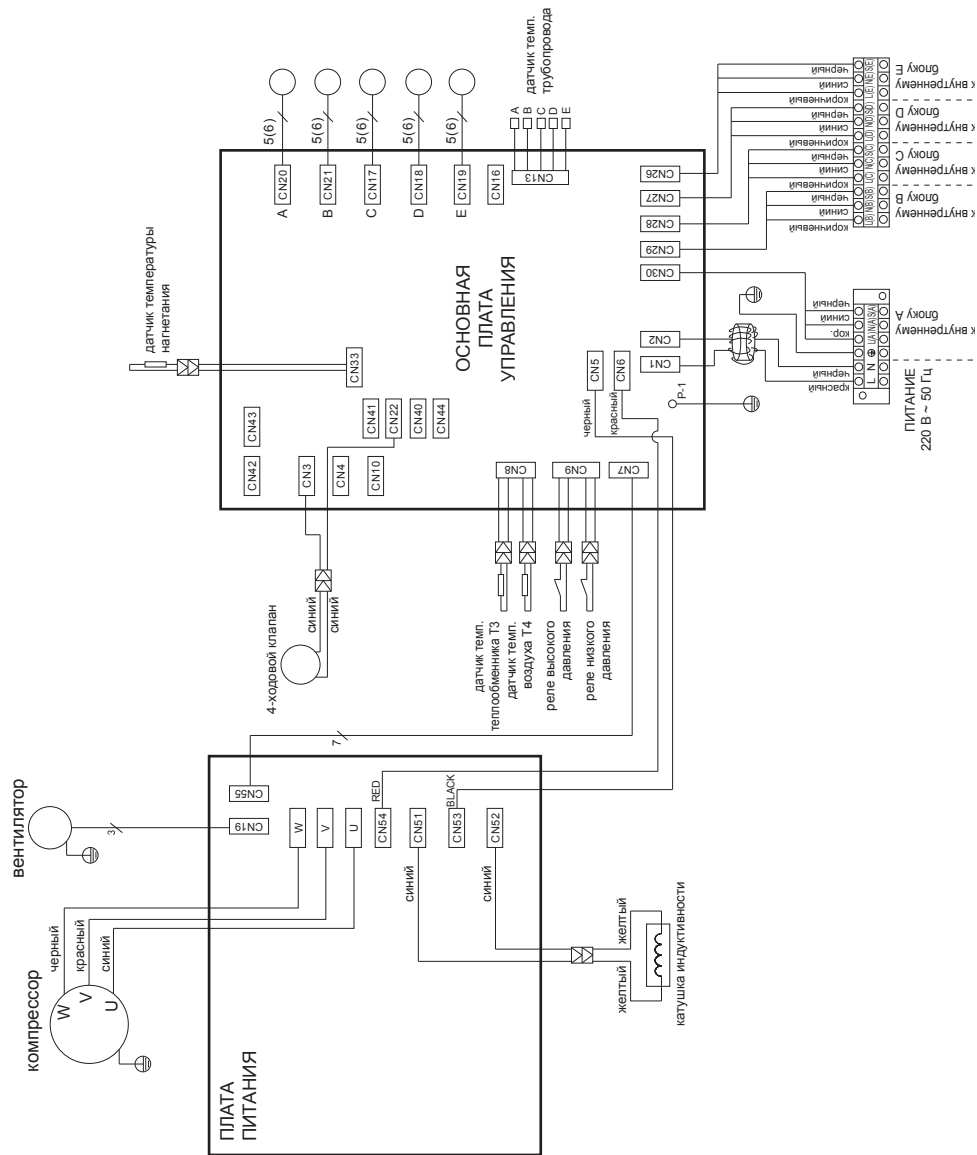 вентилятор
3
компрессор
W
V
U
черный
красный
синий
ПЛАТА
ПИТАНИЯ
CN19
CN55
W
V
U
CN54
RED
CN51
CN53
BLACK
CN52
синий
синий
желтый
желтый
катушка индуктивности
7
4-ходовой клапан
синий
синий
датчик температуры
нагнетания
ОСНОВНАЯ
ПЛАТА
УПРАВЛЕНИЯ
CN42
CN43
CN3
CN4
CN10
CN41
CN22
CN40
CN44
CN33
CN8
CN9
CN7
датчик темп.
теплообменника Т3
датчик темп.
воздуха Т4
реле высокого
давления
реле низкого
давления
CN5
CN6
черный
красный
5(6)
5(6)
5(6)
5(6)
5(6)
CN20
CN21
CN17
CN18
CN19
A
B
C
D
E
CN16
CN13
A
B
C
D
E
датчик темп.
трубопровода
CN26
CN27
CN28
CN29
CN30
CN2
CN1
P-1
красный
черный
кор.
синий
черный
L N
L(A) N(A) S(A)
ПИТАНИЕ
220 В ~ 50 Гц
к внутреннему
блоку A
коричневый
синий
черный
коричневый
синий
черный
коричневый
синий
черный
коричневый
синий
черный
L(B) N(B) S(B)
L(C) N(C) S(C)
L(D) N(D) S(D)
L(E) N(E) S(E)
к внутреннему
блоку B
к внутреннему
блоку C
к внутреннему
блоку D
к внутреннему
блоку E